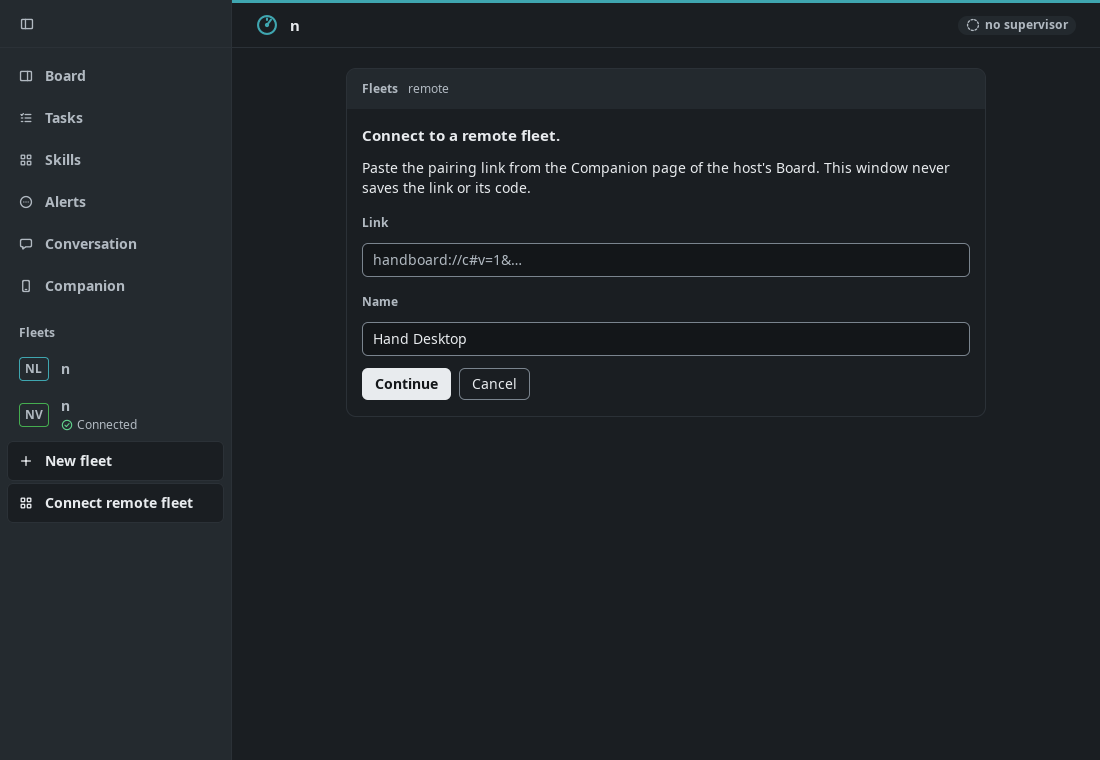 n
no supervisor
Board
Tasks
Skills
Alerts
Conversation
Companion
Fleets
NL n
NV n
Connected
New fleet
Connect remote fleet
Fleets remote
Connect to a remote fleet.
Paste the pairing link from the Companion page of the host's Board. This window never
saves the link or its code.
Link
handboard://c#v=1&...
Name
Hand Desktop
Continue Cancel